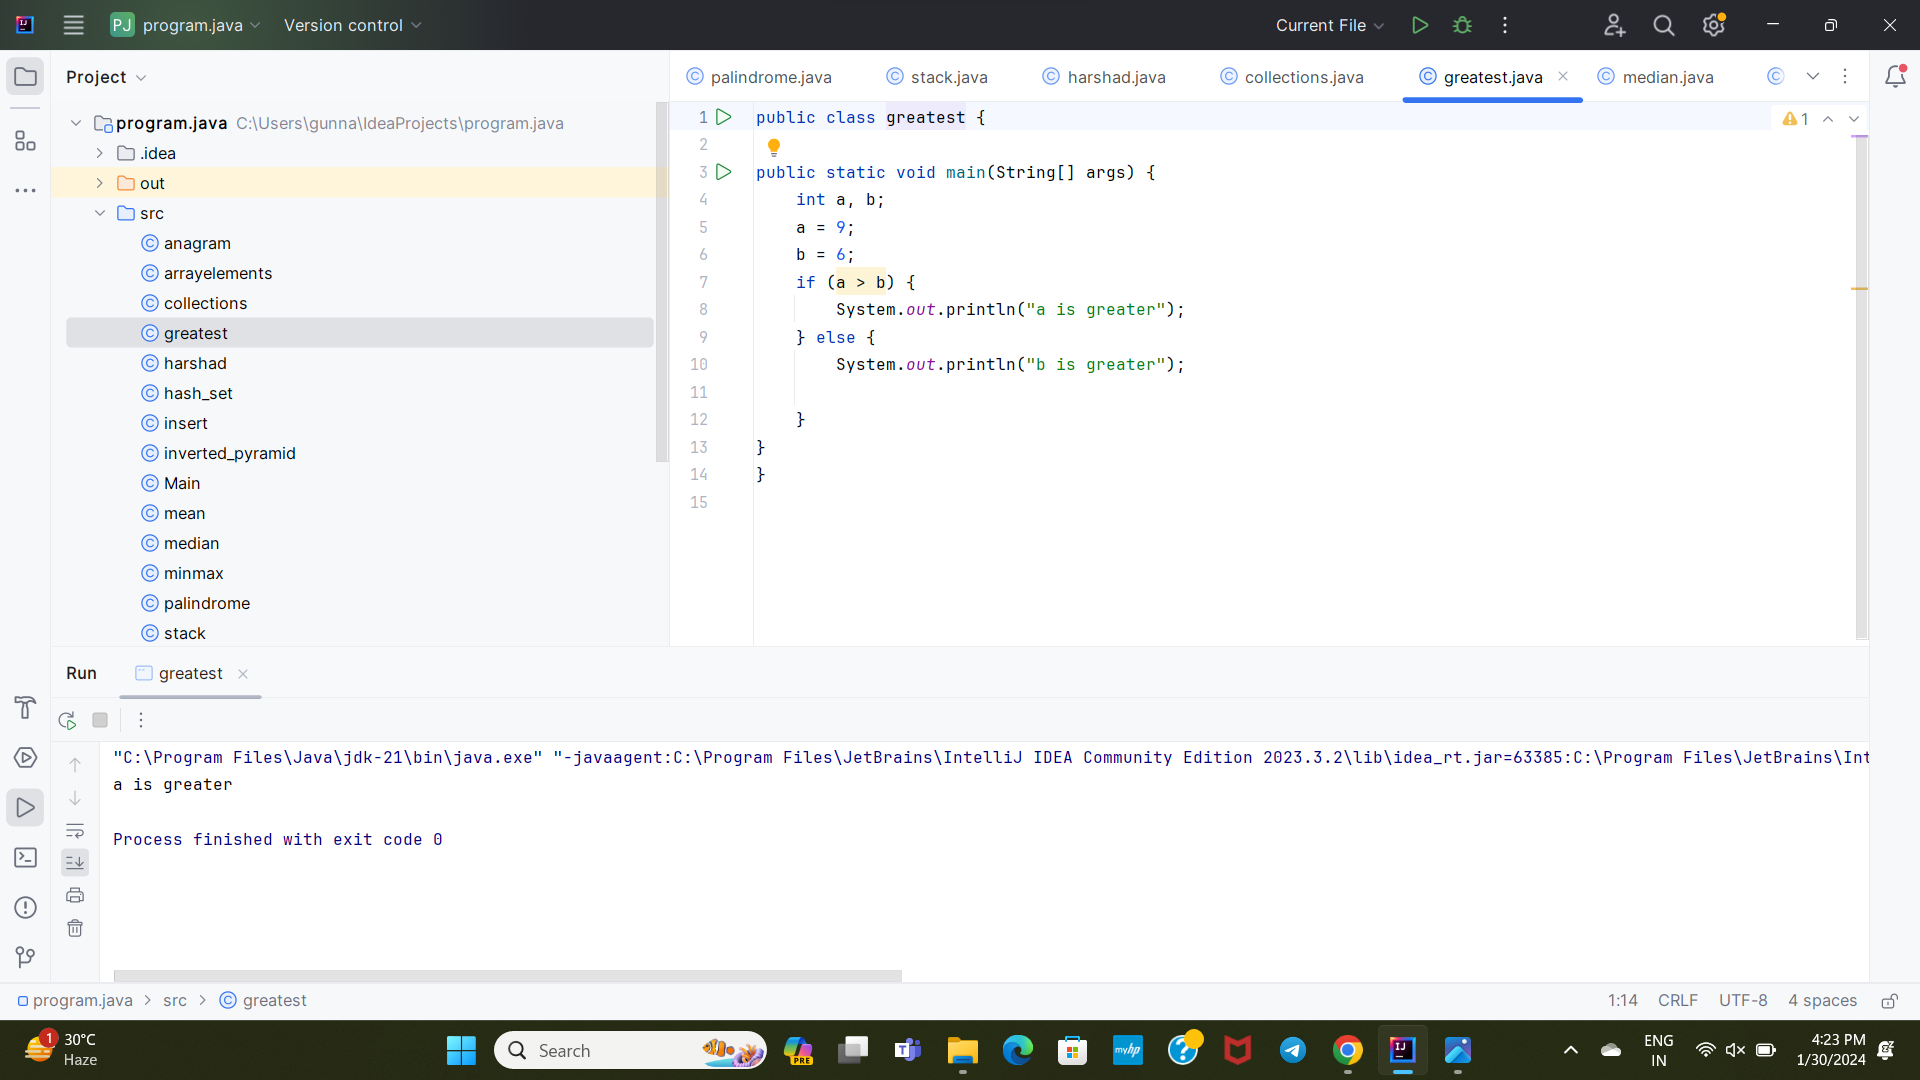 PJ program.java Version control Current File
Project
palindrome.java stack.java harshad.java collections.java greatest.java median.java
program.java C:\Users\gunna\IdeaProjects\program.java
.idea
out
src
anagram
arrayelements
collections
greatest
harshad
hash_set
insert
inverted_pyramid
Main
mean
median
minmax
palindrome
stack
1 public class greatest {
1
2
3 public static void main(String[] args) {
4 int a, b;
5 a = 9;
6 b = 6;
7 if (a > b) {
8 System.out.println("a is greater");
9 } else {
10 System.out.println("b is greater");
11
12 }
13 }
14 }
15
Run greatest
"C:\Program Files\Java\jdk-21\bin\java.exe" "-javaagent:C:\Program Files\JetBrains\IntelliJ IDEA Community Edition 2023.3.2\lib\idea_rt.jar=63385:C:\Program Files\JetBrains\Int
a is greater
Process finished with exit code 0
program.java > src > greatest 1:14 CRLF UTF-8 4 spaces
1 30°C
Haze
Search
PRE
myhp
ENG
IN
4:23 PM
1/30/2024